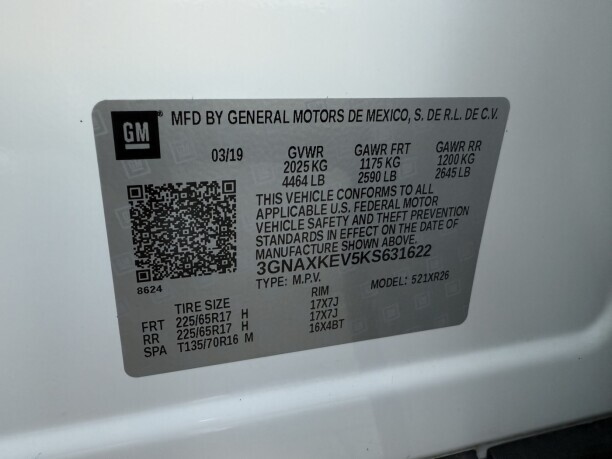 GM
MFD BY GENERAL MOTORS DE MEXICO, S. DE R.L. DE C.V.
03/19 GVWR GAWR FRT GAWR RR
2025 KG 1175 KG 1200 KG
4464 LB 2590 LB 2645 LB
THIS VEHICLE CONFORMS TO ALL
APPLICABLE U.S. FEDERAL MOTOR
VEHICLE SAFETY AND THEFT PREVENTION
STANDARDS IN EFFECT ON THE DATE OF
MANUFACTURE SHOWN ABOVE.
3GNAXKEV5KS631622
TYPE: M.P.V. MODEL: 521XR26
8624
TIRE SIZE RIM
FRT 225/65R17 H 17X7J
RR 225/65R17 H 17X7J
SPA T135/70R16 M 16X4BT